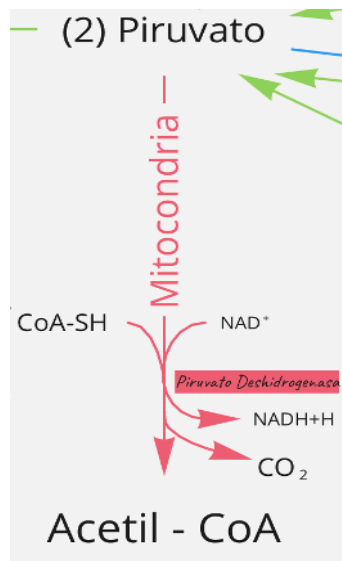 (2) Piruvato
Mitocondria
CoA-SH
NAD⁺
Piruvato Deshidrogenasa
NADH+H
CO₂
Acetil - CoA